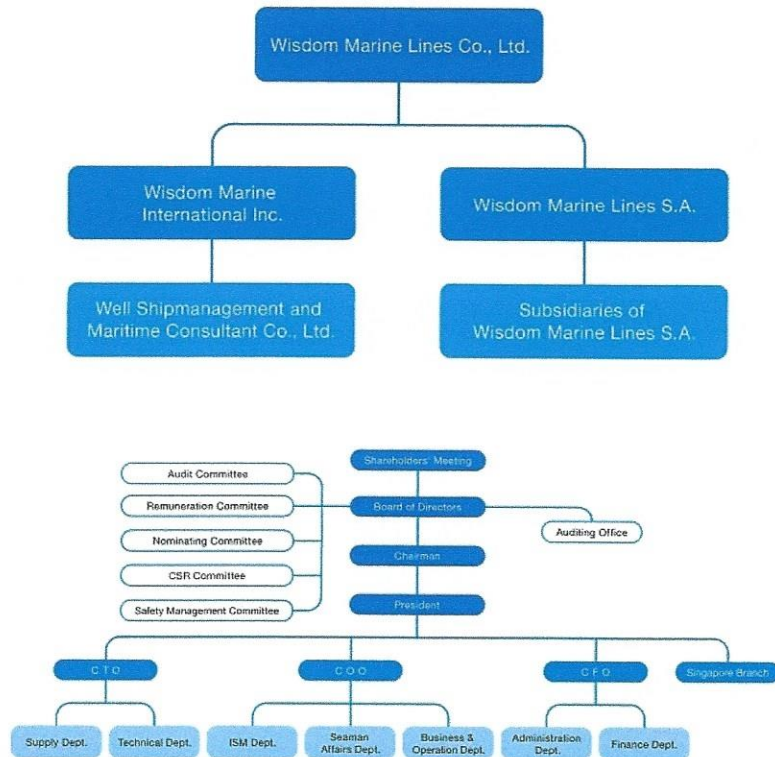 Wisdom Marine Lines Co., Ltd.
Wisdom Marine
International Inc.
Wisdom Marine Lines S.A.
Well Shipmanagement and
Maritime Consultant Co., Ltd.
Subsidiaries of
Wisdom Marine Lines S.A.
Shareholders' Meeting
Audit Committee
Remuneration Committee
Board of Directors
Auditing Office
Nominating Committee
Chairman
CSR Committee
President
Safety Management Committee
C T O
C O O
C F O
Singapore Branch
Supply Dept.
Technical Dept.
ISM Dept.
Seaman
Affairs Dept.
Business &
Operation Dept.
Administration
Dept.
Finance Dept.